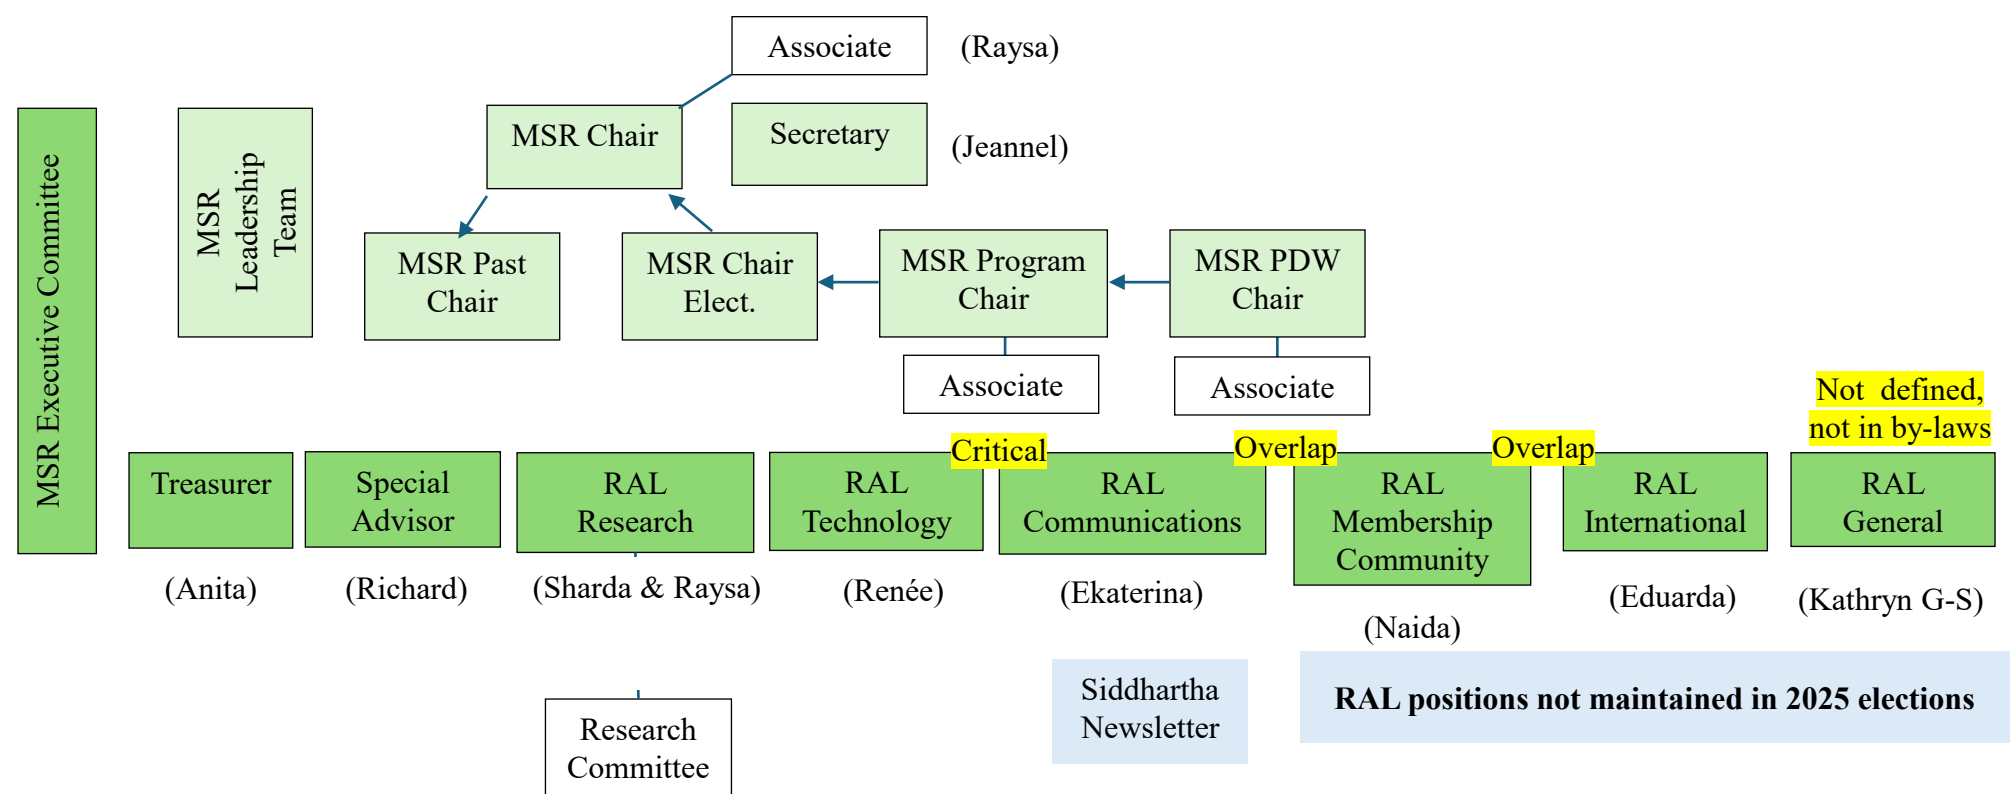 Associate
(Raysa)
MSR Executive Committee
MSR
Leadership
Team
MSR Chair
Secretary
(Jeannel)
MSR Past
Chair
MSR Chair
Elect.
MSR Program
Chair
MSR PDW
Chair
Associate
Associate
Not defined,
not in by-laws
Critical
Overlap
Overlap
Treasurer
Special
Advisor
RAL
Research
RAL
Technology
RAL
Communications
RAL
Membership
Community
RAL
International
RAL
General
(Anita)
(Richard)
(Sharda & Raysa)
(Renée)
(Ekaterina)
(Naida)
(Eduarda)
(Kathryn G-S)
Siddhartha
Newsletter
RAL positions not maintained in 2025 elections
Research
Committee